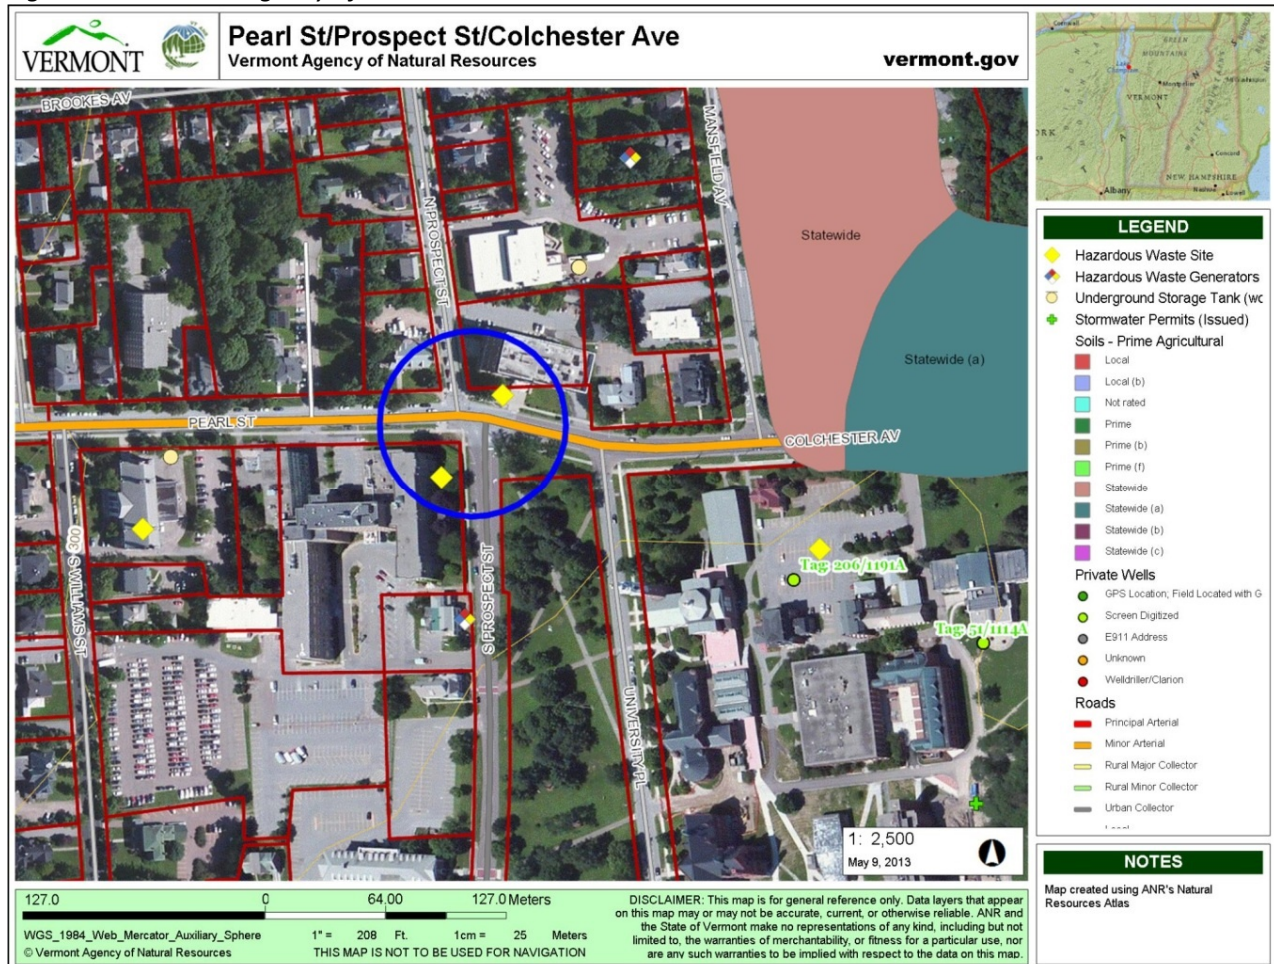 VERMONT
Pearl St/Prospect St/Colchester Ave
Vermont Agency of Natural Resources
vermont.gov
BROOKES AV
N PROSPECT ST
MANSFIELD AV
Statewide
Statewide (a)
PEARL ST
COLCHESTER AV
300 S WILLIAMS ST
S PROSPECT ST
UNIVERSITY PL
Tag: 206/1191A
Tag: 51/1114A
1: 2,500
May 9, 2013
VERMONT
Montpelier
NEW HAMPSHIRE
Concord
Albany
Lowell
LEGEND
Hazardous Waste Site
Hazardous Waste Generators
Underground Storage Tank (wc
Stormwater Permits (Issued)
Soils - Prime Agricultural
Local
Local (b)
Not rated
Prime
Prime (b)
Prime (f)
Statewide
Statewide (a)
Statewide (b)
Statewide (c)
Private Wells
GPS Location; Field Located with G
Screen Digitized
E911 Address
Unknown
Welldriller/Clarion
Roads
Principal Arterial
Minor Arterial
Rural Major Collector
Rural Minor Collector
Urban Collector
NOTES
Map created using ANR's Natural
Resources Atlas
127.0 0 64.00 127.0 Meters
WGS_1984_Web_Mercator_Auxiliary_Sphere 1" = 208 Ft. 1cm = 25 Meters
© Vermont Agency of Natural Resources THIS MAP IS NOT TO BE USED FOR NAVIGATION
DISCLAIMER: This map is for general reference only. Data layers that appear
on this map may or may not be accurate, current, or otherwise reliable. ANR and
the State of Vermont make no representations of any kind, including but not
limited to, the warranties of merchantability, or fitness for a particular use, nor
are any such warranties to be implied with respect to the data on this map.